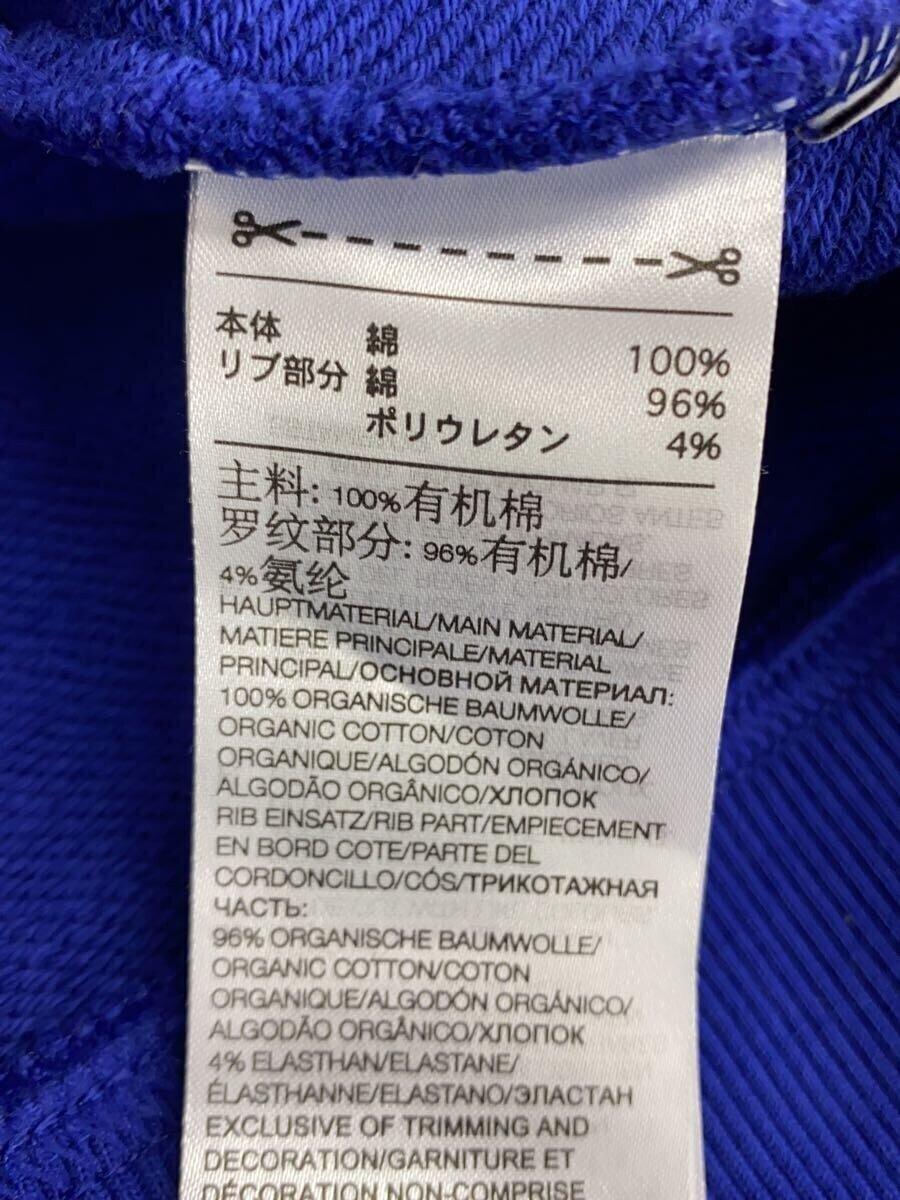 本体 綿 100%
リブ部分 綿 96%
ポリウレタン 4%
主料: 100%有机棉
罗纹部分: 96%有机棉/
4%氨纶
HAUPTMATERIAL/MAIN MATERIAL/
MATIERE PRINCIPALE/MATERIAL
PRINCIPAL/ОСНОВНОЙ МАТЕРИАЛ:
100% ORGANISCHE BAUMWOLLE/
ORGANIC COTTON/COTON
ORGANIQUE/ALGODÓN ORGÁNICO/
ALGODÃO ORGÂNICO/ХЛОПОК
RIB EINSATZ/RIB PART/EMPIECEMENT
EN BORD COTE/PARTE DEL
CORDONCILLO/CÓS/ТРИКОТАЖНАЯ
ЧАСТЬ:
96% ORGANISCHE BAUMWOLLE/
ORGANIC COTTON/COTON
ORGANIQUE/ALGODÓN ORGÁNICO/
ALGODÃO ORGÂNICO/ХЛОПОК
4% ELASTHAN/ELASTANE/
ÉLASTHANNE/ELASTANO/ЭЛАСТАН
EXCLUSIVE OF TRIMMING AND
DECORATION/GARNITURE ET
DÉCORATION NON-COMPRISE